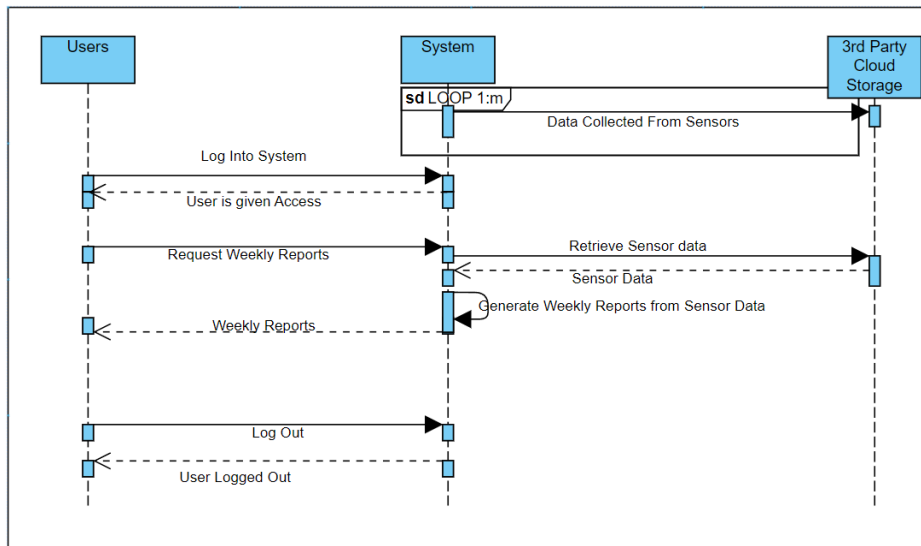 Users
System
3rd Party
Cloud
Storage
sd LOOP 1:m
Data Collected From Sensors
Log Into System
User is given Access
Request Weekly Reports
Retrieve Sensor data
Sensor Data
Generate Weekly Reports from Sensor Data
Weekly Reports
Log Out
User Logged Out